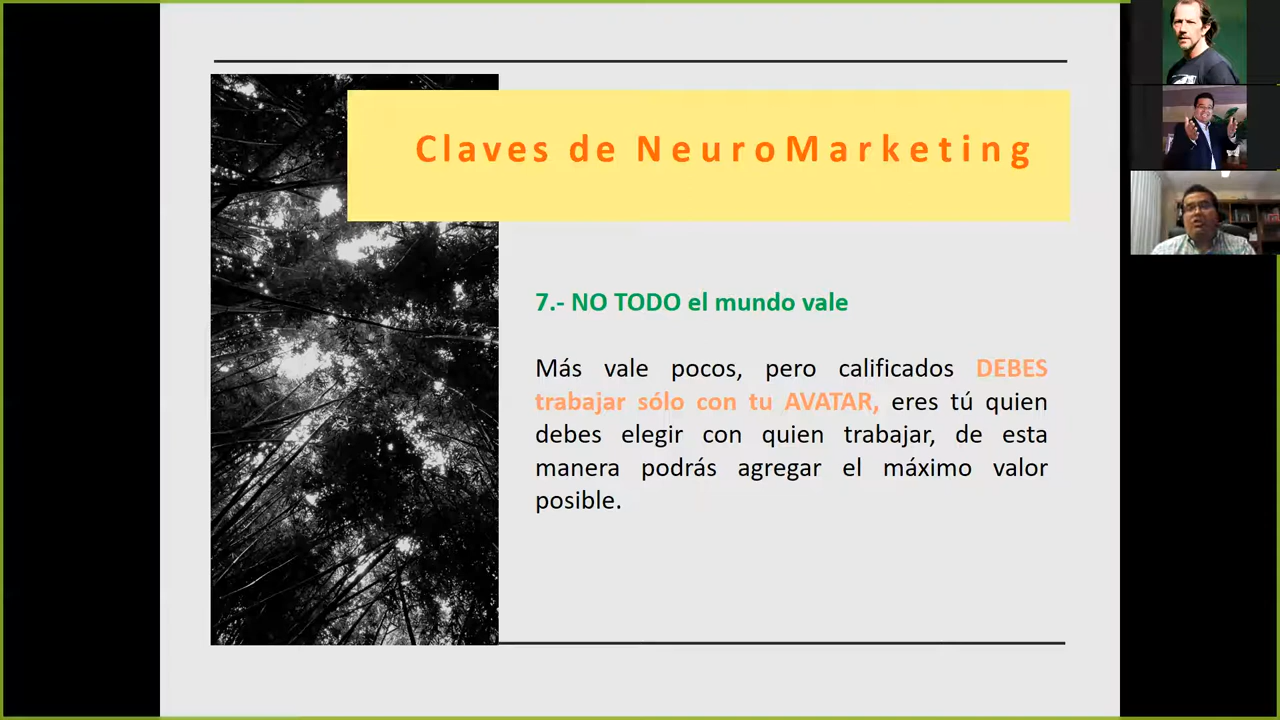 Claves de NeuroMarketing
7.- NO TODO el mundo vale
Más vale pocos, pero calificados DEBES
trabajar sólo con tu AVATAR, eres tú quien
debes elegir con quien trabajar, de esta
manera podrás agregar el máximo valor
posible.